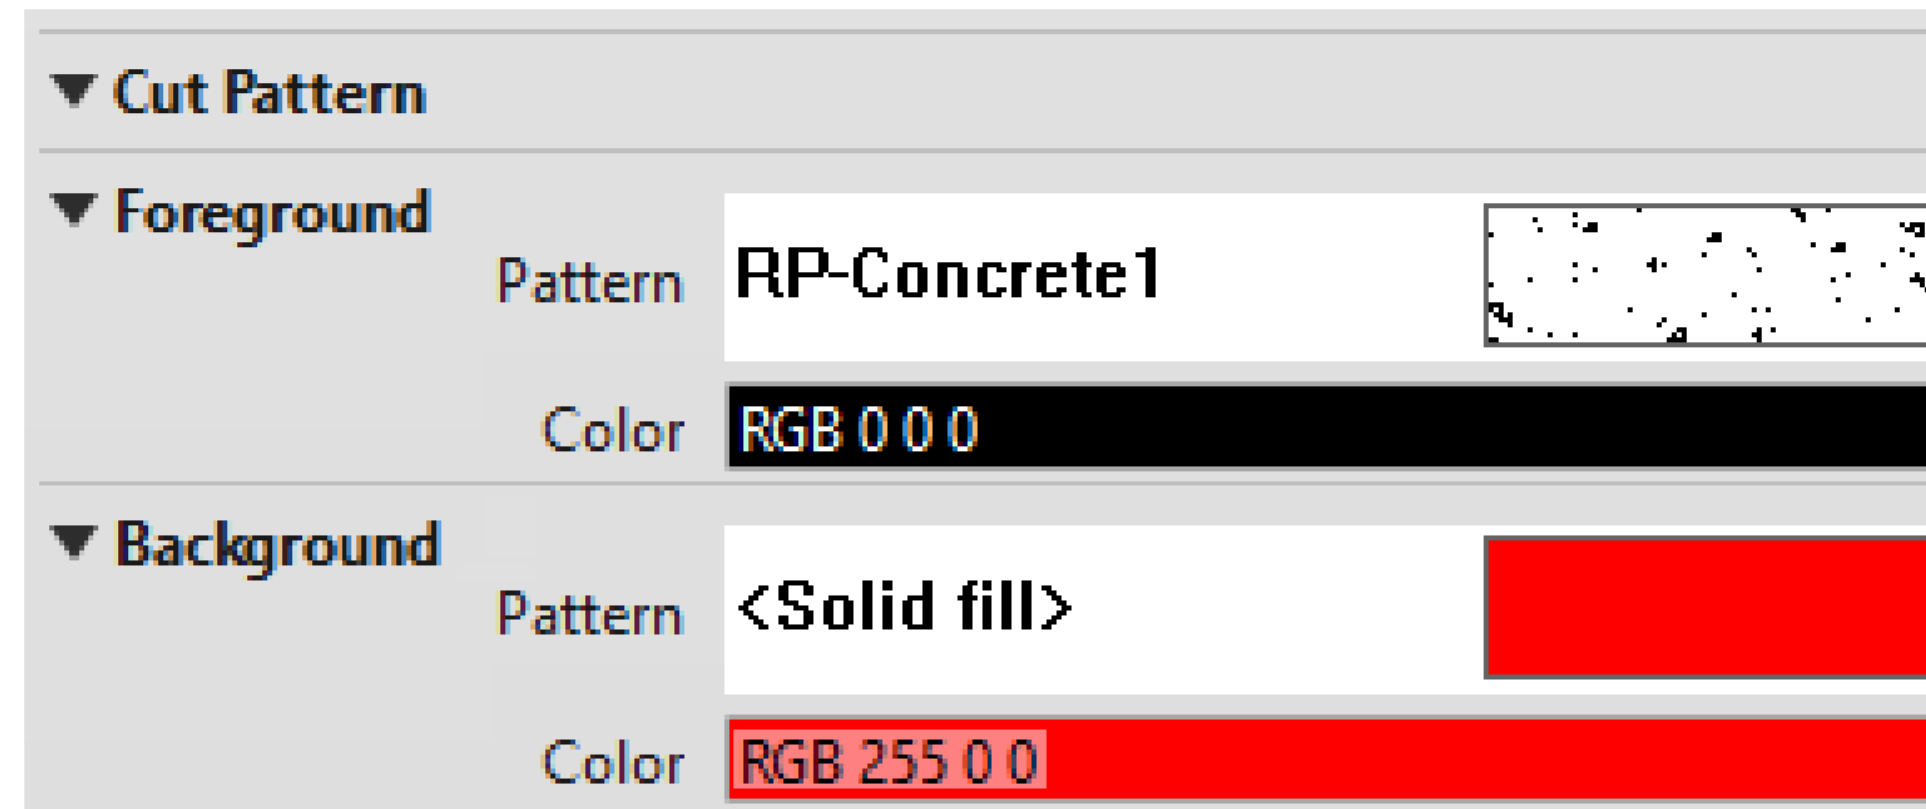 Cut Pattern
Foreground
Pattern RP-Concrete1
Color RGB 0 0 0
Background
Pattern <Solid fill>
Color RGB 255 0 0